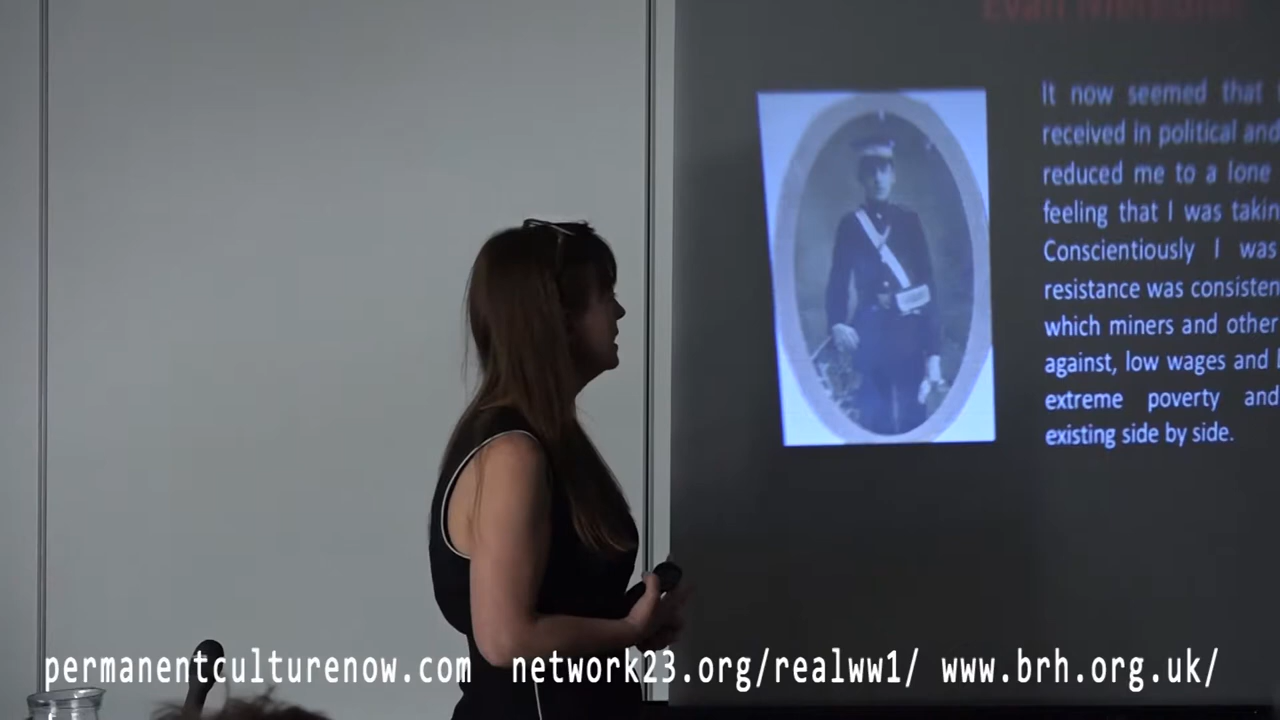 Evan
It now seemed that
received in political and
reduced me to a lone
feeling that I was takin
Conscientiously I was
resistance was consisten
which miners and other
against, low wages and
extreme poverty and
existing side by side.
permanentculturenow.com network23.org/realww1/ www.brh.org.uk/